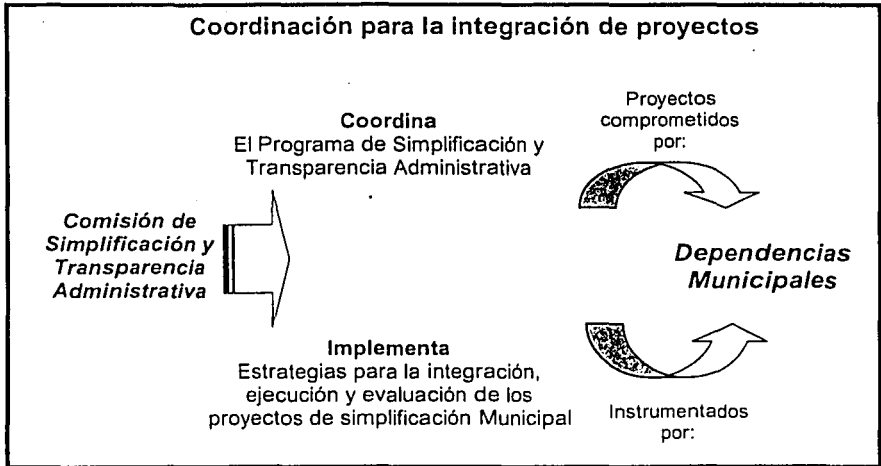 Coordinación para la integración de proyectos
Comisión de
Simplificación y
Transparencia
Administrativa
Coordina
El Programa de Simplificación y
Transparencia Administrativa
Implementa
Estrategias para la integración,
ejecución y evaluación de los
proyectos de simplificación Municipal
Proyectos
comprometidos
por:
Dependencias
Municipales
Instrumentados
por: